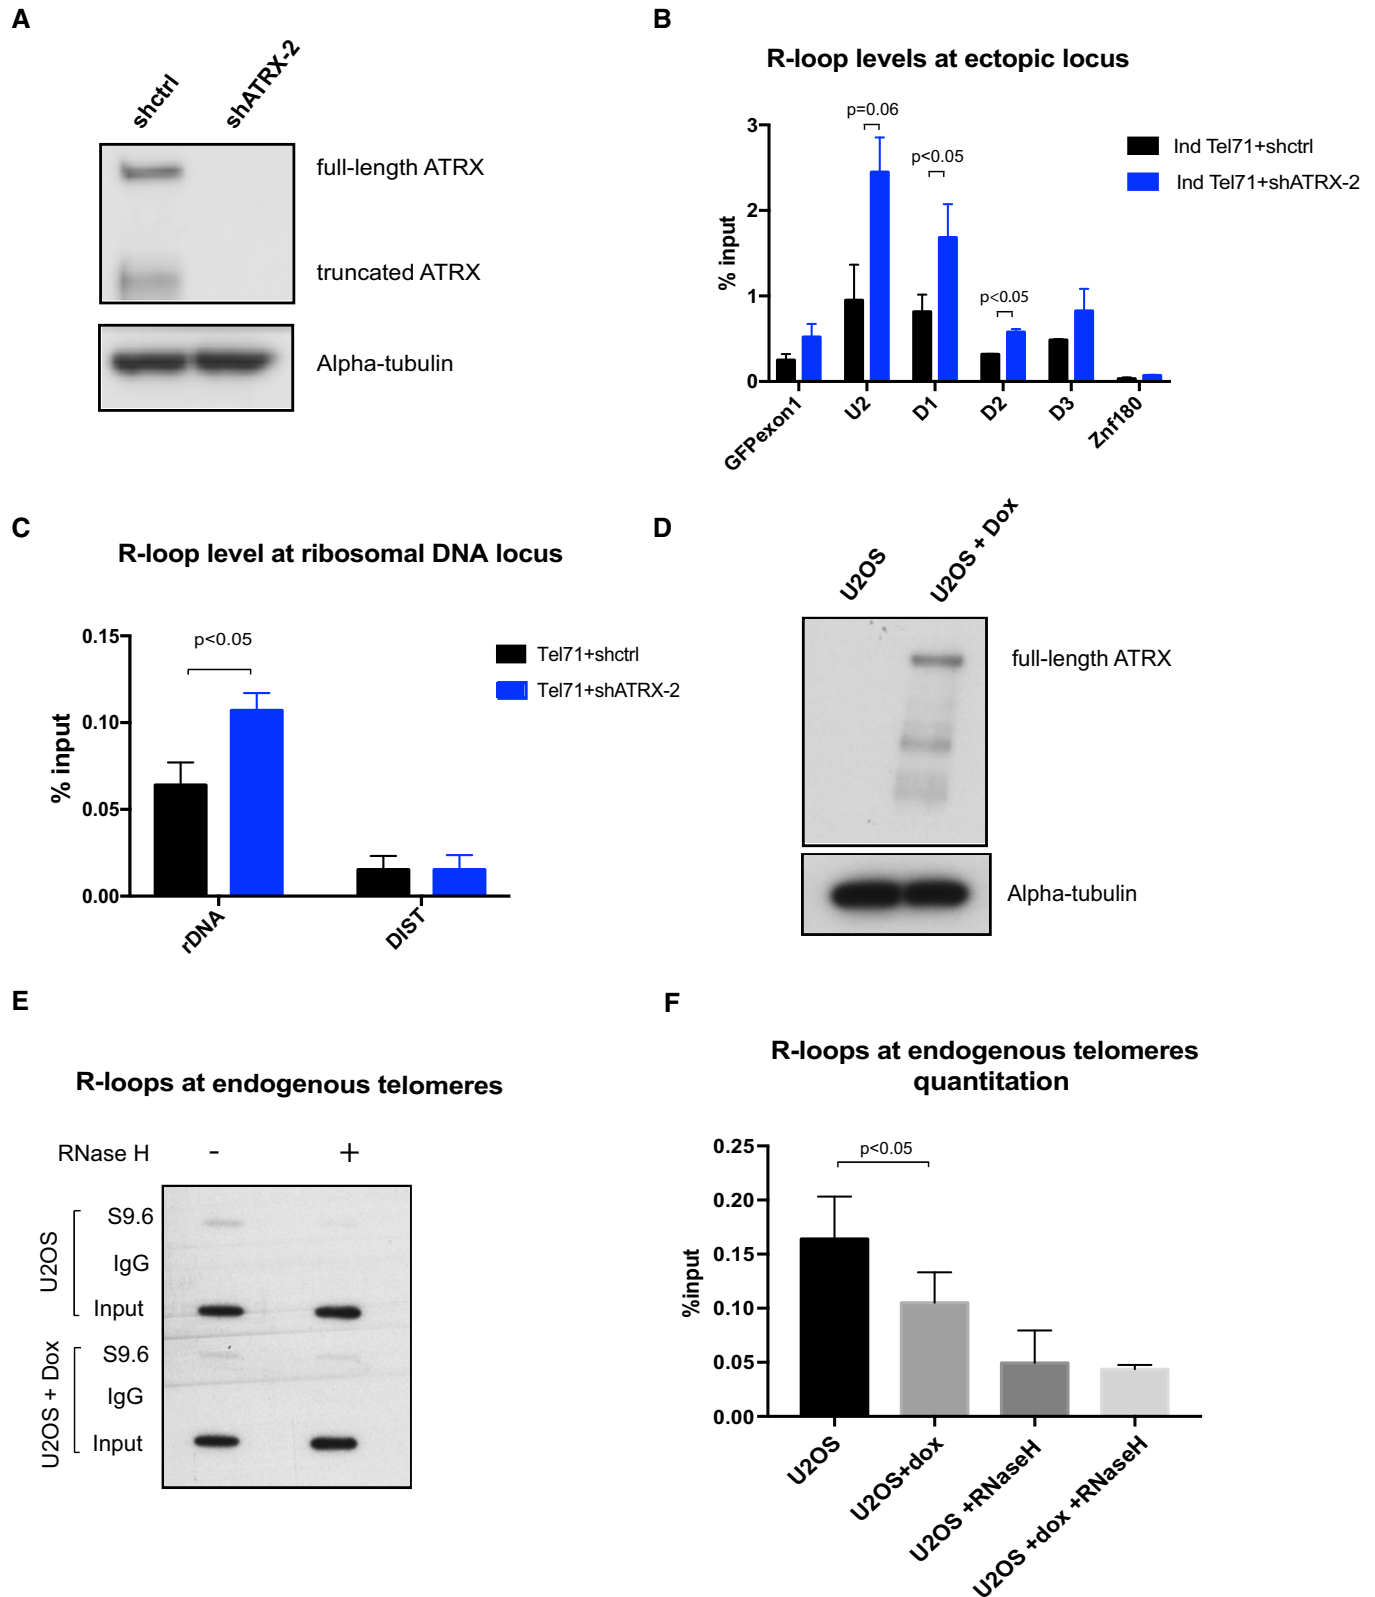 A
shctrl
shATRX-2
full-length ATRX
truncated ATRX
Alpha-tubulin
B
R-loop levels at ectopic locus
% input
3
2
1
0
p=0.06
p<0.05
p<0.05
GFPexon1
U2
D1
D2
D3
Znf180
Ind Tel71+shctrl
Ind Tel71+shATRX-2
C
R-loop level at ribosomal DNA locus
% input
0.15
0.10
0.05
0.00
p<0.05
rDNA
DIST
Tel71+shctrl
Tel71+shATRX-2
D
U2OS
U2OS + Dox
full-length ATRX
Alpha-tubulin
E
R-loops at endogenous telomeres
RNase H - +
U2OS
S9.6
IgG
Input
U2OS + Dox
S9.6
IgG
Input
F
R-loops at endogenous telomeres
quantitation
%input
0.25
0.20
0.15
0.10
0.05
0.00
p<0.05
U2OS
U2OS+dox
U2OS +RNaseH
U2OS +dox +RNaseH